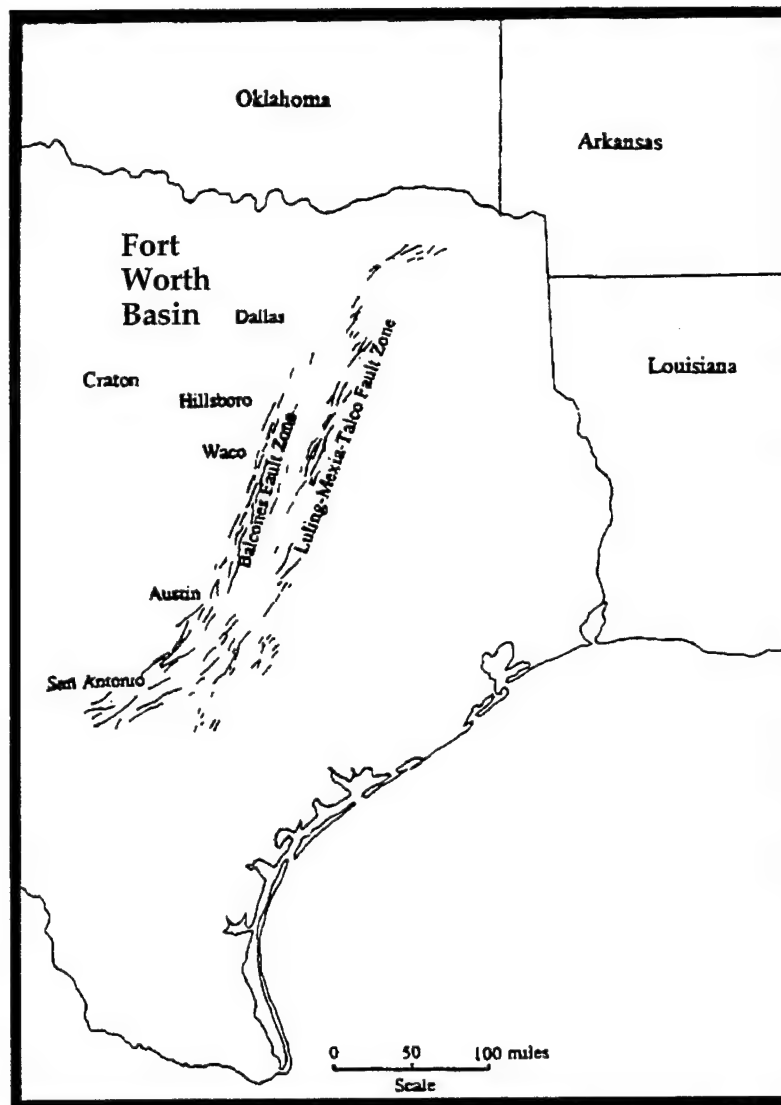 Oklahoma
Arkansas
Fort
Worth
Basin
Dallas
Louisiana
Craton
Hillsboro
Waco
Balcones Fault Zone
Luling-Mexia-Talco Fault Zone
Austin
San Antonio
0 50 100 miles
Scale